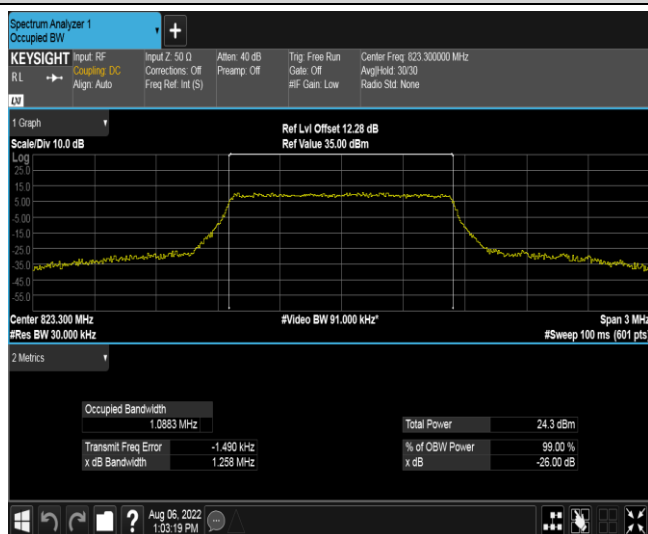 Spectrum Analyzer 1
Occupied BW
+
KEYSIGHT
RL
LXI
Input: RF
Coupling: DC
Align: Auto
Input Z: 50 Ω
Corrections: Off
Freq Ref: Int (S)
Atten: 40 dB
Preamp: Off
Trig: Free Run
Gate: Off
#IF Gain: Low
Center Freq: 823.300000 MHz
Avg|Hold: 30/30
Radio Std: None
1 Graph
Scale/Div 10.0 dB
Ref Lvl Offset 12.28 dB
Ref Value 35.00 dBm
Log
25.0
15.0
5.00
-5.00
-15.0
-25.0
-35.0
-45.0
-55.0
Center 823.300 MHz
#Res BW 30.000 kHz
#Video BW 91.000 kHz*
Span 3 MHz
#Sweep 100 ms (601 pts)
2 Metrics
Occupied Bandwidth
1.0883 MHz
Transmit Freq Error -1.490 kHz
x dB Bandwidth 1.258 MHz
Total Power 24.3 dBm
% of OBW Power 99.00 %
x dB -26.00 dB
?
Aug 06, 2022
1:03:19 PM